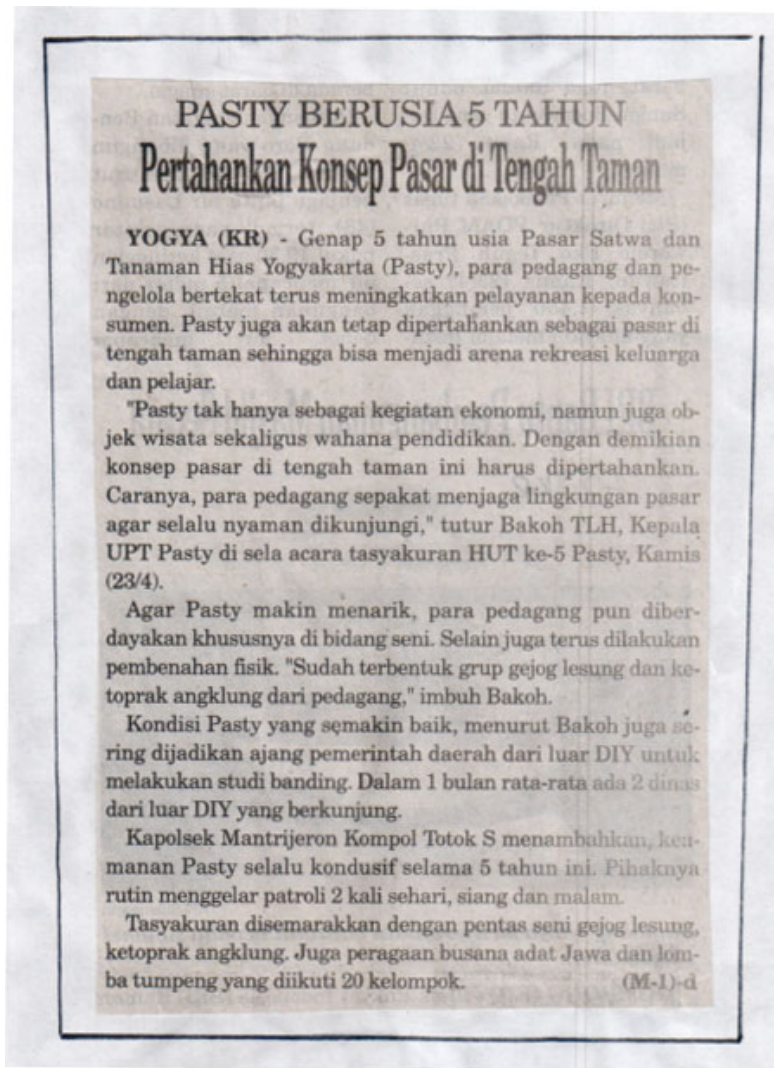 PASTY BERUSIA 5 TAHUN
Pertahankan Konsep Pasar di Tengah Taman
YOGYA (KR) - Genap 5 tahun usia Pasar Satwa dan
Tanaman Hias Yogyakarta (Pasty), para pedagang dan pe-
ngelola bertekat terus meningkatkan pelayanan kepada kon-
sumen. Pasty juga akan tetap dipertahankan sebagai pasar di
tengah taman sehingga bisa menjadi arena rekreasi keluarga
dan pelajar.
"Pasty tak hanya sebagai kegiatan ekonomi, namun juga ob-
jek wisata sekaligus wahana pendidikan. Dengan demikian
konsep pasar di tengah taman ini harus dipertahankan.
Caranya, para pedagang sepakat menjaga lingkungan pasar
agar selalu nyaman dikunjungi," tutur Bakoh TLH, Kepala
UPT Pasty di sela acara tasyakuran HUT ke-5 Pasty, Kamis
(23/4).
Agar Pasty makin menarik, para pedagang pun diber-
dayakan khususnya di bidang seni. Selain juga terus dilakukan
pembenahan fisik. "Sudah terbentuk grup gejog lesung dan ke-
toprak angklung dari pedagang," imbuh Bakoh.
Kondisi Pasty yang semakin baik, menurut Bakoh juga se-
ring dijadikan ajang pemerintah daerah dari luar DIY untuk
melakukan studi banding. Dalam 1 bulan rata-rata ada 2 dinas
dari luar DIY yang berkunjung.
Kapolsek Mantrijeron Kompol Totok S menambahkan, kea-
manan Pasty selalu kondusif selama 5 tahun ini. Pihaknya
rutin menggelar patroli 2 kali sehari, siang dan malam.
Tasyakuran disemarakkan dengan pentas seni gejog lesung,
ketoprak angklung. Juga peragaan busana adat Jawa dan lom-
ba tumpeng yang diikuti 20 kelompok. (M-1)-d